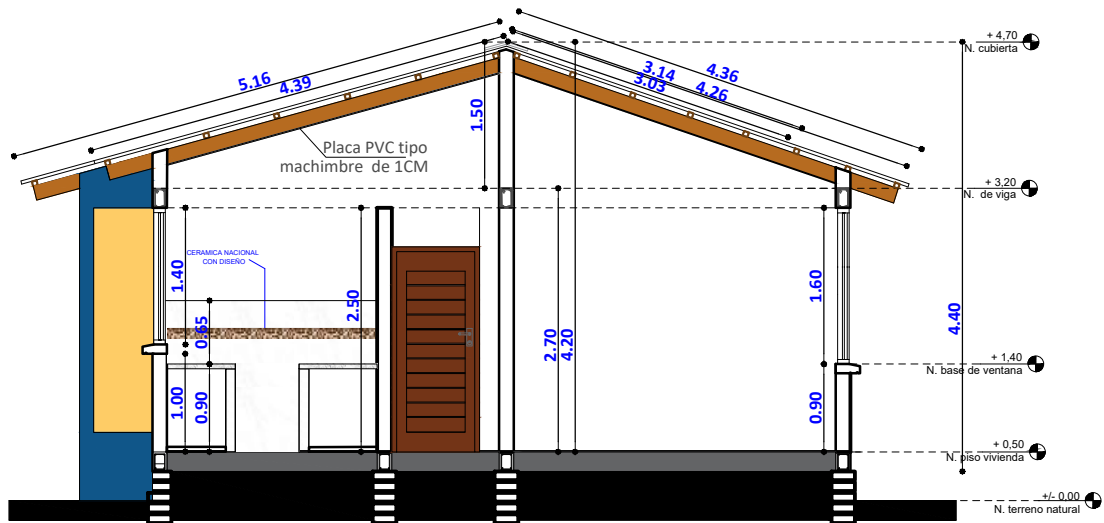 + 4,70
N. cubierta
5.16
4.39
4.36
3.14
4.26
3.03
1.50
Placa PVC tipo
machimbre de 1CM
+ 3,20
N. de viga
CERAMICA NACIONAL
CON DISEÑO
1.40
2.50
0.65
1.60
2.70
4.20
4.40
+ 1,40
N. base de ventana
1.00
0.90
0.90
+ 0,50
N. piso vivienda
+/- 0,00
N. terreno natural